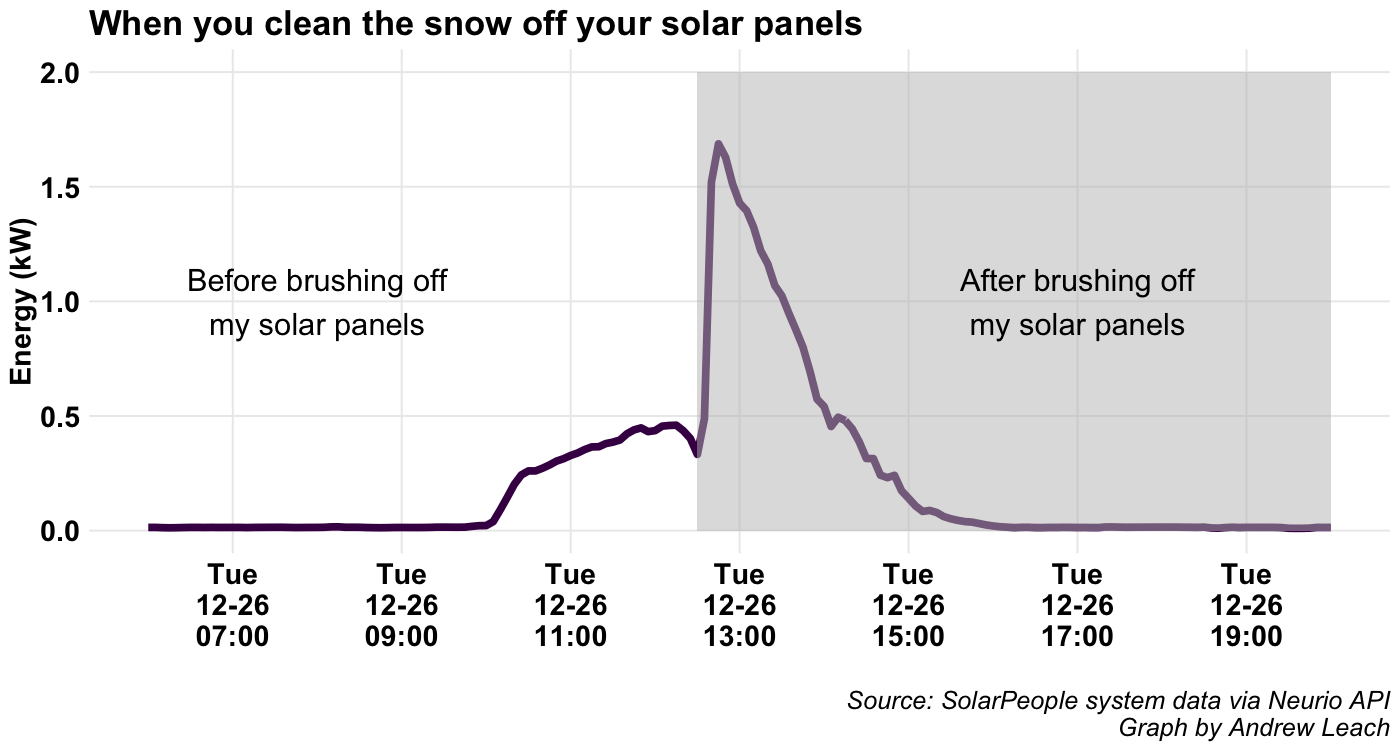 When you clean the snow off your solar panels
Energy (kW)
2.0
1.5
1.0
0.5
0.0
Before brushing off
my solar panels
After brushing off
my solar panels
Tue
12-26
07:00
Tue
12-26
09:00
Tue
12-26
11:00
Tue
12-26
13:00
Tue
12-26
15:00
Tue
12-26
17:00
Tue
12-26
19:00
Source: SolarPeople system data via Neurio API
Graph by Andrew Leach